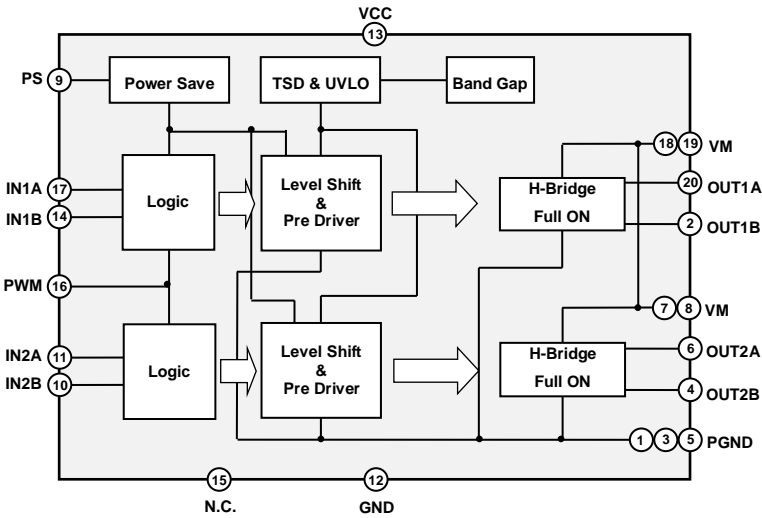 VCC
13
PS 9
Power Save
TSD & UVLO
Band Gap
18 19 VM
IN1A 17
IN1B 14
Logic
Level Shift
&
Pre Driver
H-Bridge
Full ON
20 OUT1A
2 OUT1B
PWM 16
7 8 VM
IN2A 11
IN2B 10
Logic
Level Shift
&
Pre Driver
H-Bridge
Full ON
6 OUT2A
4 OUT2B
1 3 5 PGND
15
N.C.
12
GND